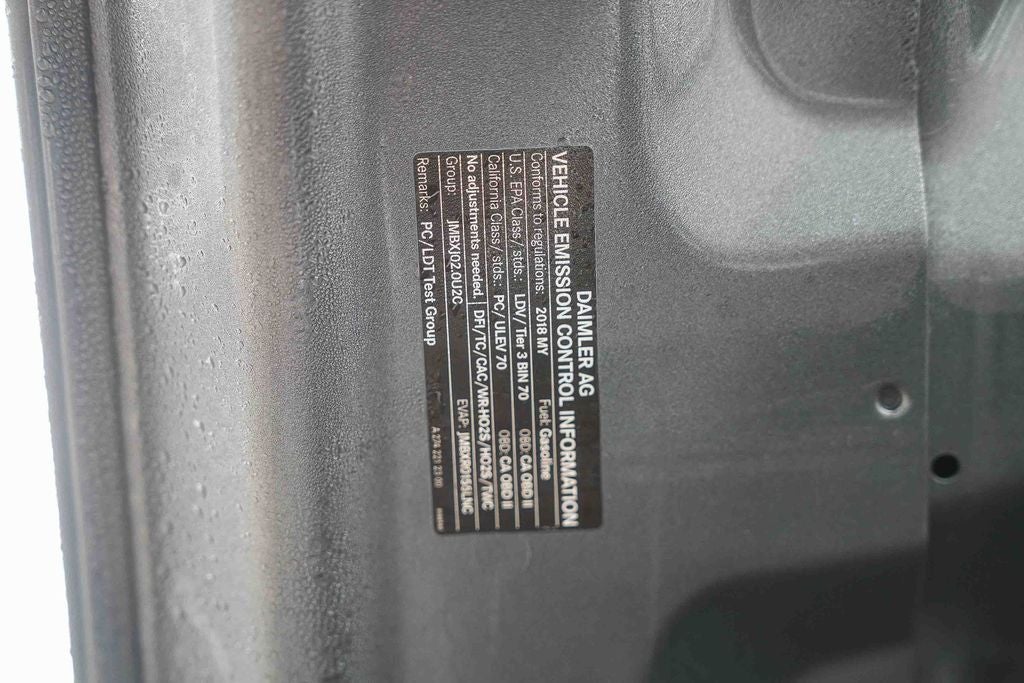 DAIMLER AG
VEHICLE EMISSION CONTROL INFORMATION
Conforms to regulations: 2018 MY Fuel: Gasoline
U.S. EPA Class/ stds.: LDV/ Tier 3 BIN 70 OBD: CA OBD II
California Class/ stds.: PC/ ULEV 70 OBD: CA OBD II
No adjustments needed. DFI/TC/CAC/WR-HO2S/HO2S/TWC
Group: JMBXJ02.0U2C EVAP: JMBXR0155LNC
Remarks: PC/LDT Test Group
A 274 221 23 00